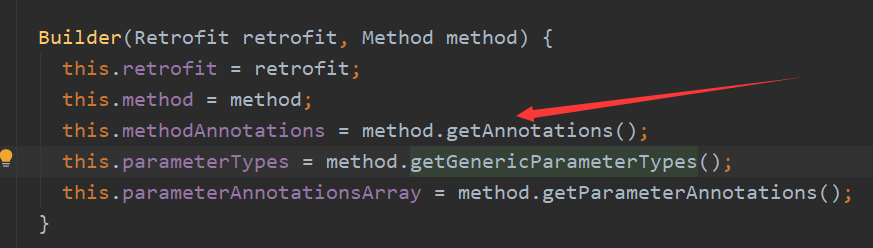 Builder(Retrofit retrofit, Method method) {
this.retrofit = retrofit;
this.method = method;
this.methodAnnotations = method.getAnnotations();
this.parameterTypes = method.getGenericParameterTypes();
this.parameterAnnotationsArray = method.getParameterAnnotations();
}